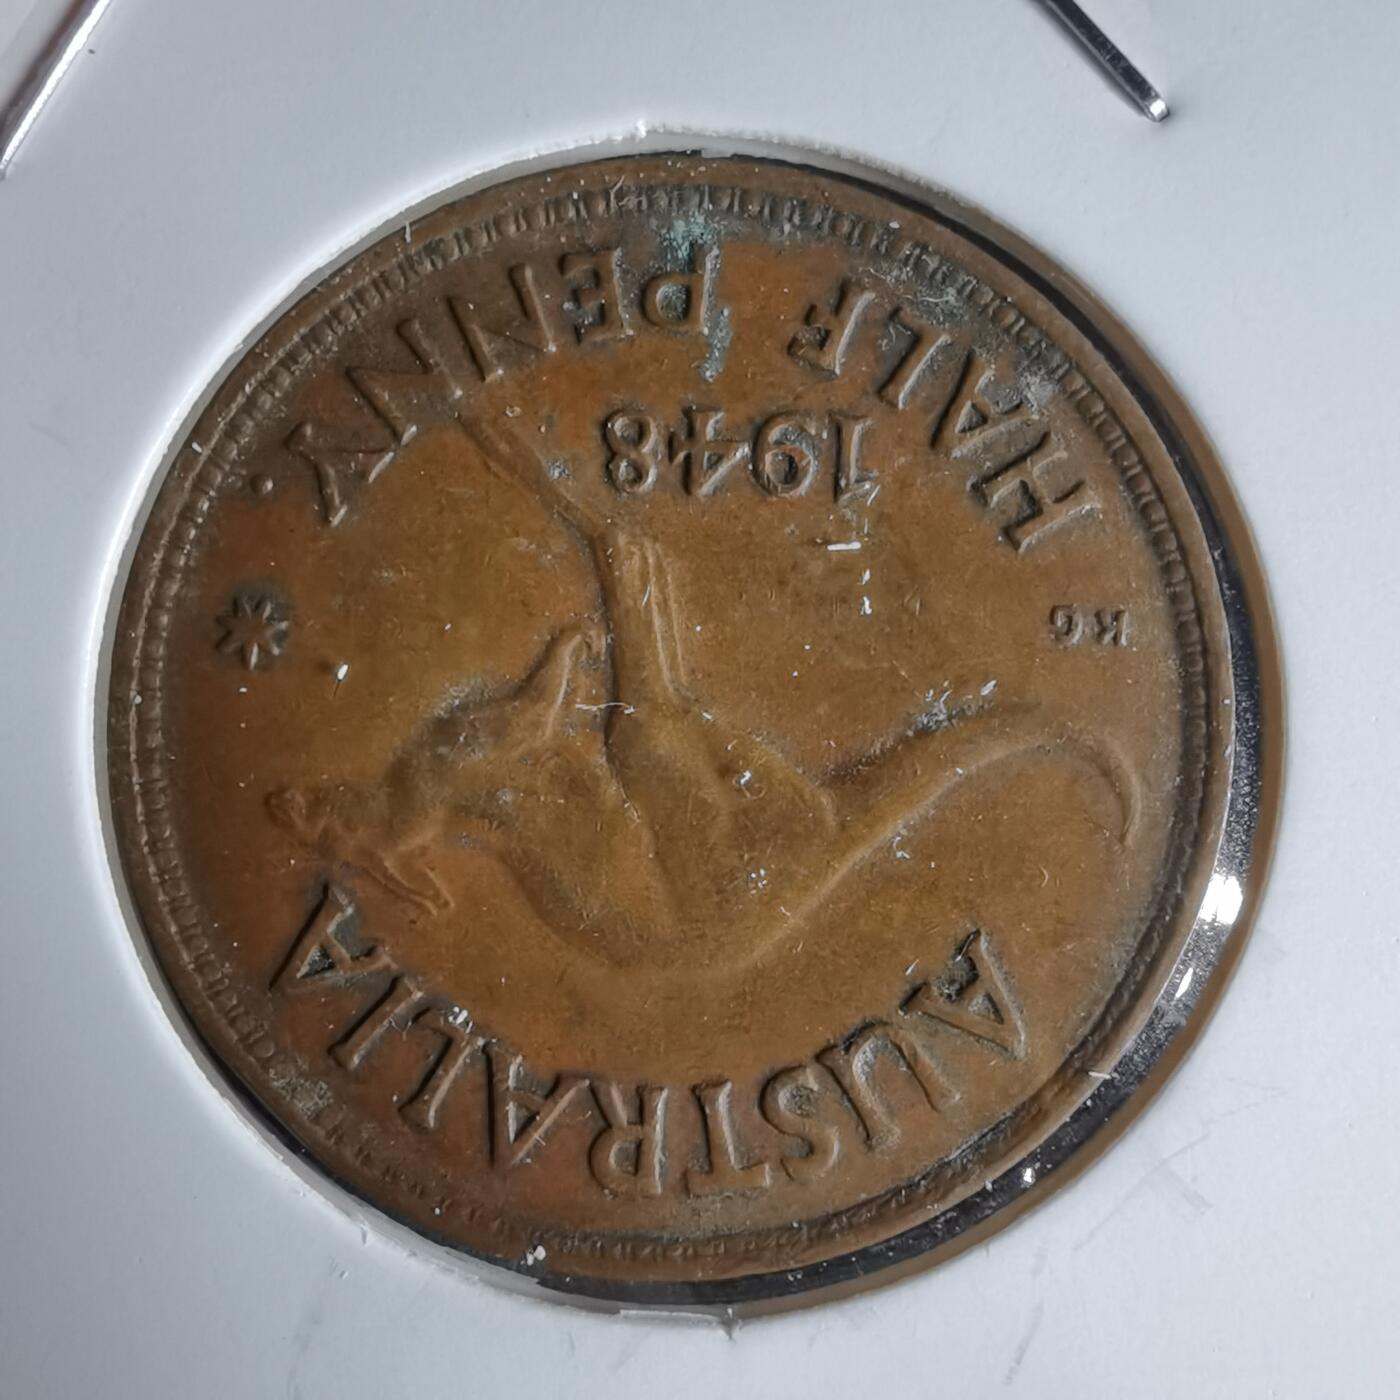 AUSTRALIA
KG
1948
HALF PENNY.